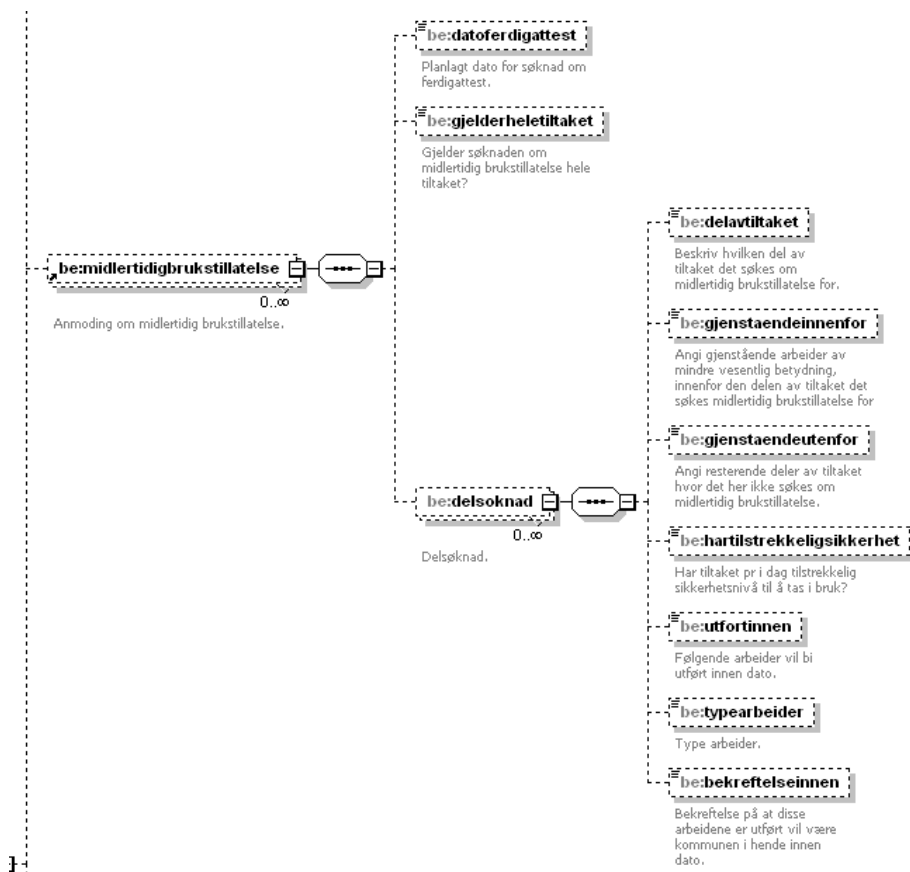 be:datoferdigattest
Planlagt dato for søknad om
ferdigattest.
be:gjelderheletiltaket
Gjelder søknaden om
midlertidig brukstillatelse hele
tiltaket?
be:midlertidigbrukstillatelse
0..∞
Anmoding om midlertidig brukstillatelse.
be:delsoknad
0..∞
Delsøknad.
be:delavtiltaket
Beskriv hvilken del av
tiltaket det søkes om
midlertidig brukstillatelse for.
be:gjenstaendeinnenfor
Angi gjenstående arbeider av
mindre vesentlig betydning,
innenfor den delen av tiltaket det
søkes midlertidig brukstillatelse for
be:gjenstaendeutenfor
Angi resterende deler av tiltaket
hvor det her ikke søkes om
midlertidig brukstillatelse.
be:hartilstrekkeligsikkerhet
Har tiltaket pr i dag tilstrekkelig
sikkerhetsnivå til å tas i bruk?
be:utfortinnen
Følgende arbeider vil bi
utført innen dato.
be:typearbeider
Type arbeider.
be:bekreftelseinnen
Bekreftelse på at disse
arbeidene er utført vil være
kommunen i hende innen
dato.